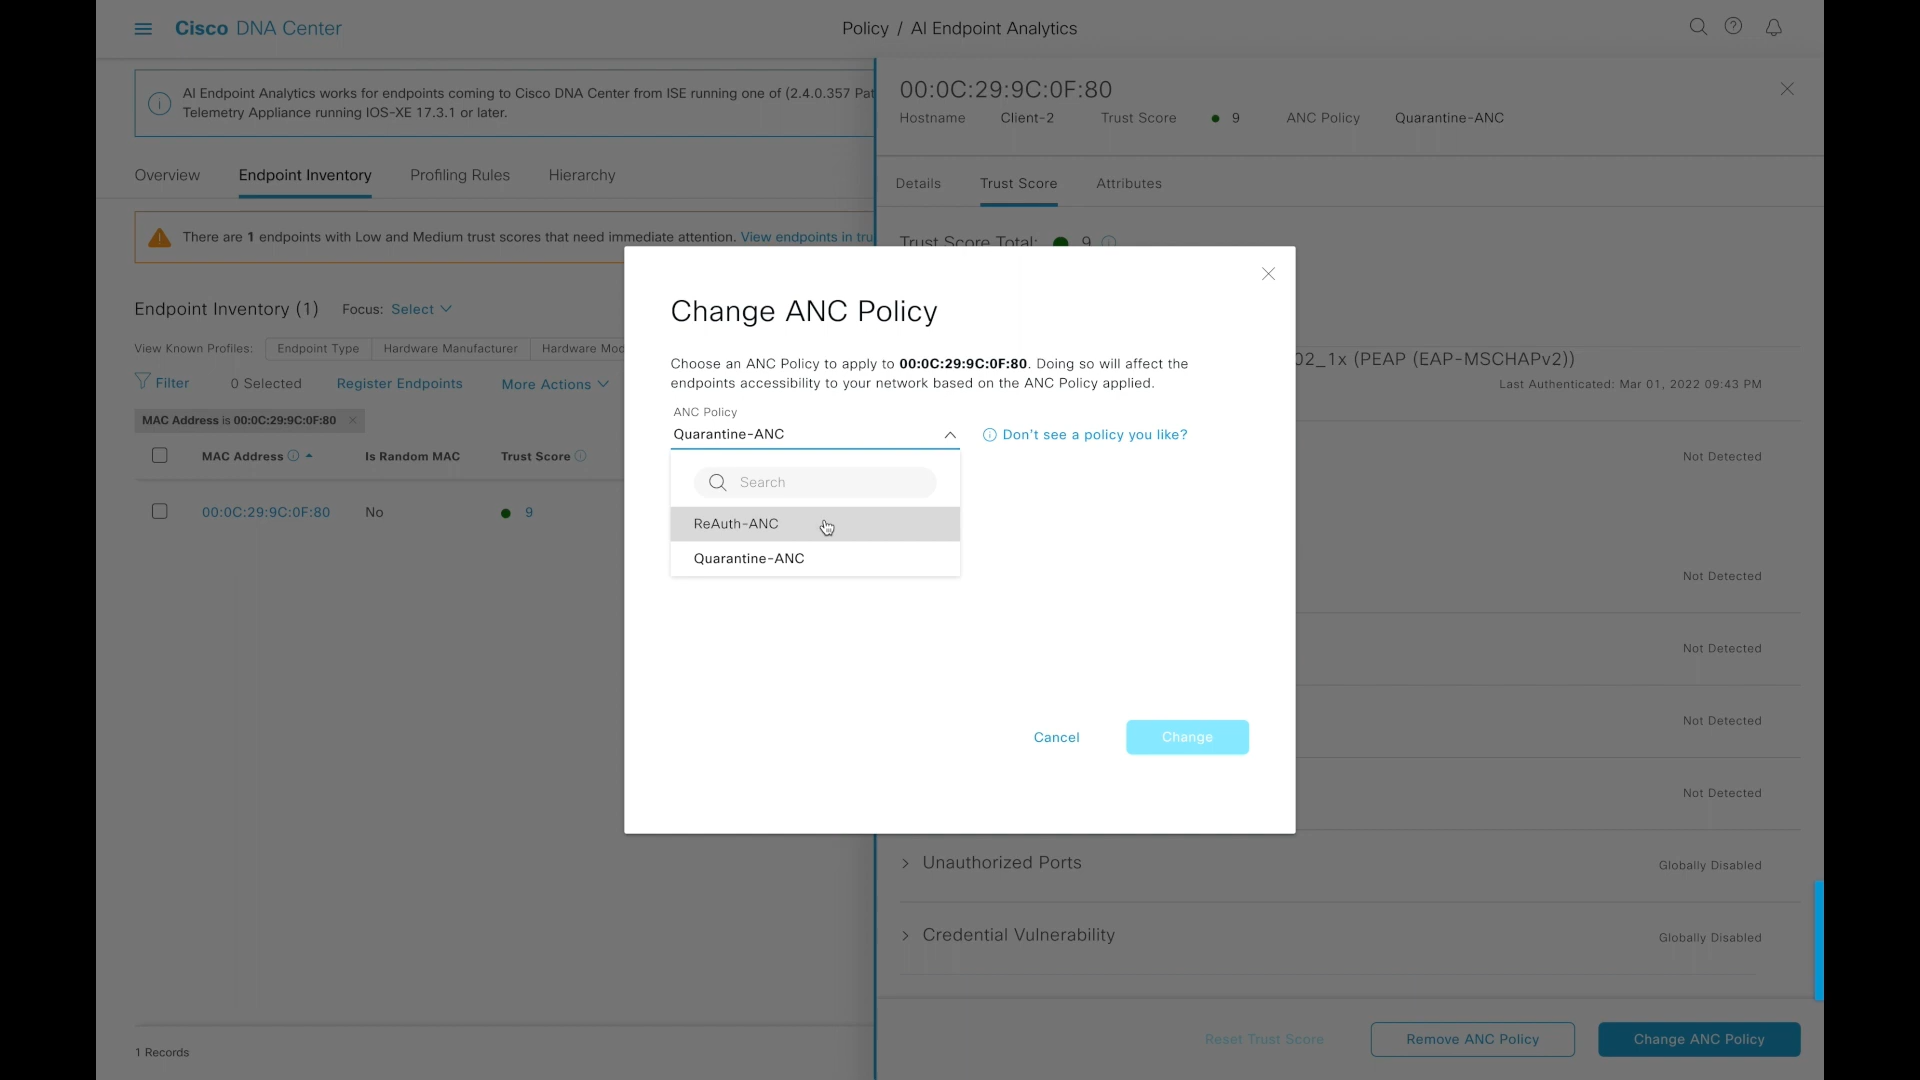 Cisco DNA Center
Policy / AI Endpoint Analytics
AI Endpoint Analytics works for endpoints coming to Cisco DNA Center from ISE running one of (2.4.0.357 Pat
Telemetry Appliance running IOS-XE 17.3.1 or later.
Overview Endpoint Inventory Profiling Rules Hierarchy
There are 1 endpoints with Low and Medium trust scores that need immediate attention. View endpoints in tru
Endpoint Inventory (1) Focus: Select
View Known Profiles: Endpoint Type Hardware Manufacturer Hardware Mod
Filter 0 Selected Register Endpoints More Actions
MAC Address is 00:0C:29:9C:0F:80
MAC Address Is Random MAC Trust Score
00:0C:29:9C:0F:80 No 9
1 Records
00:0C:29:9C:0F:80
Hostname Client-2 Trust Score 9 ANC Policy Quarantine-ANC
Details Trust Score Attributes
Trust Score Total: 9
02_1x (PEAP (EAP-MSCHAPv2))
Last Authenticated: Mar 01, 2022 09:43 PM
Not Detected
Not Detected
Not Detected
Not Detected
Not Detected
Unauthorized Ports Globally Disabled
Credential Vulnerability Globally Disabled
Reset Trust Score Remove ANC Policy Change ANC Policy
Change ANC Policy
Choose an ANC Policy to apply to 00:0C:29:9C:0F:80. Doing so will affect the
endpoints accessibility to your network based on the ANC Policy applied.
ANC Policy
Quarantine-ANC Don't see a policy you like?
Search
ReAuth-ANC
Quarantine-ANC
Cancel Change